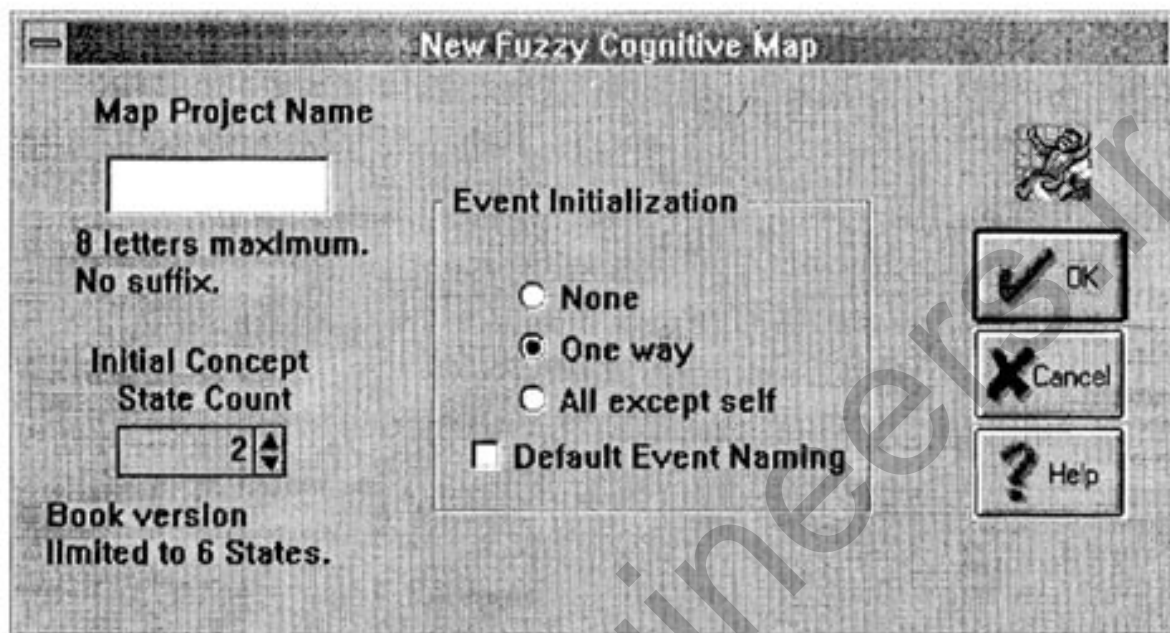 New Fuzzy Cognitive Map
Map Project Name
8 letters maximum.
No suffix.
Initial Concept
State Count
2
Book version
limited to 6 States.
Event Initialization
None
One way
All except self
Default Event Naming
OK
Cancel
Help